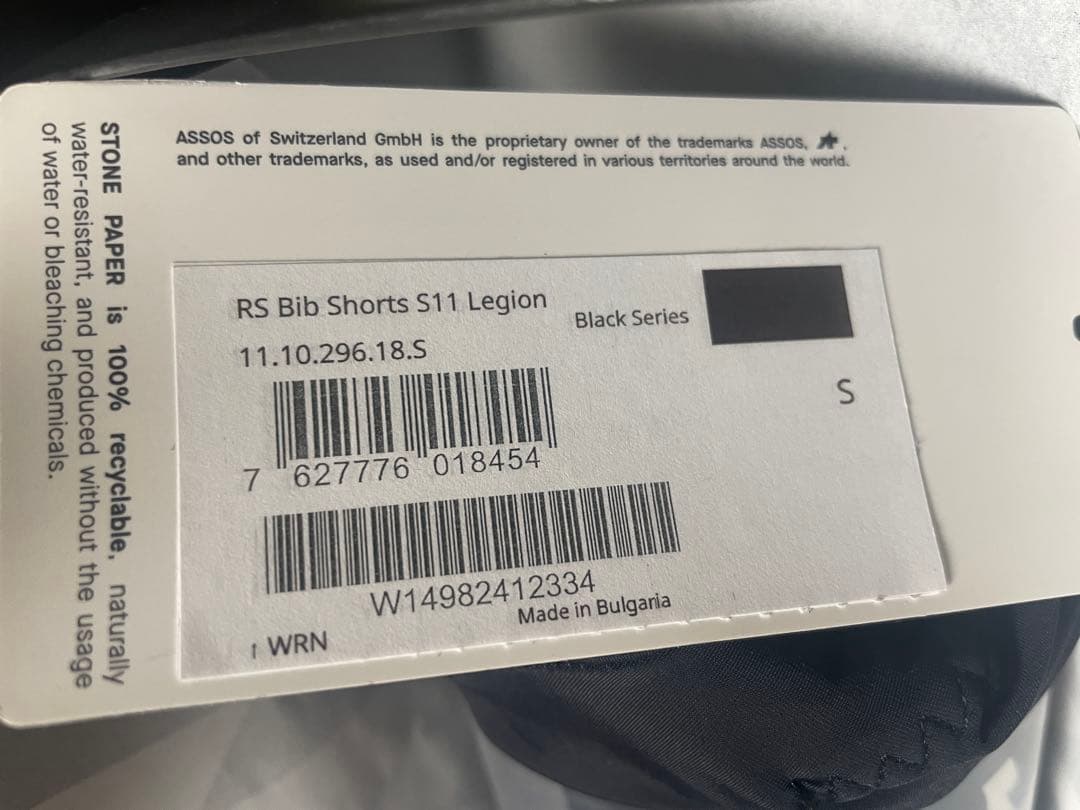 ASSOS of Switzerland GmbH is the proprietary owner of the trademarks ASSOS, .
and other trademarks, as used and/or registered in various territories around the world.
STONE PAPER is 100% recyclable, naturally
water-resistant, and produced without the usage
of water or bleaching chemicals.
RS Bib Shorts S11 Legion
Black Series
11.10.296.18.S
S
7 627776 018454
W14982412334
Made in Bulgaria
↑ WRN